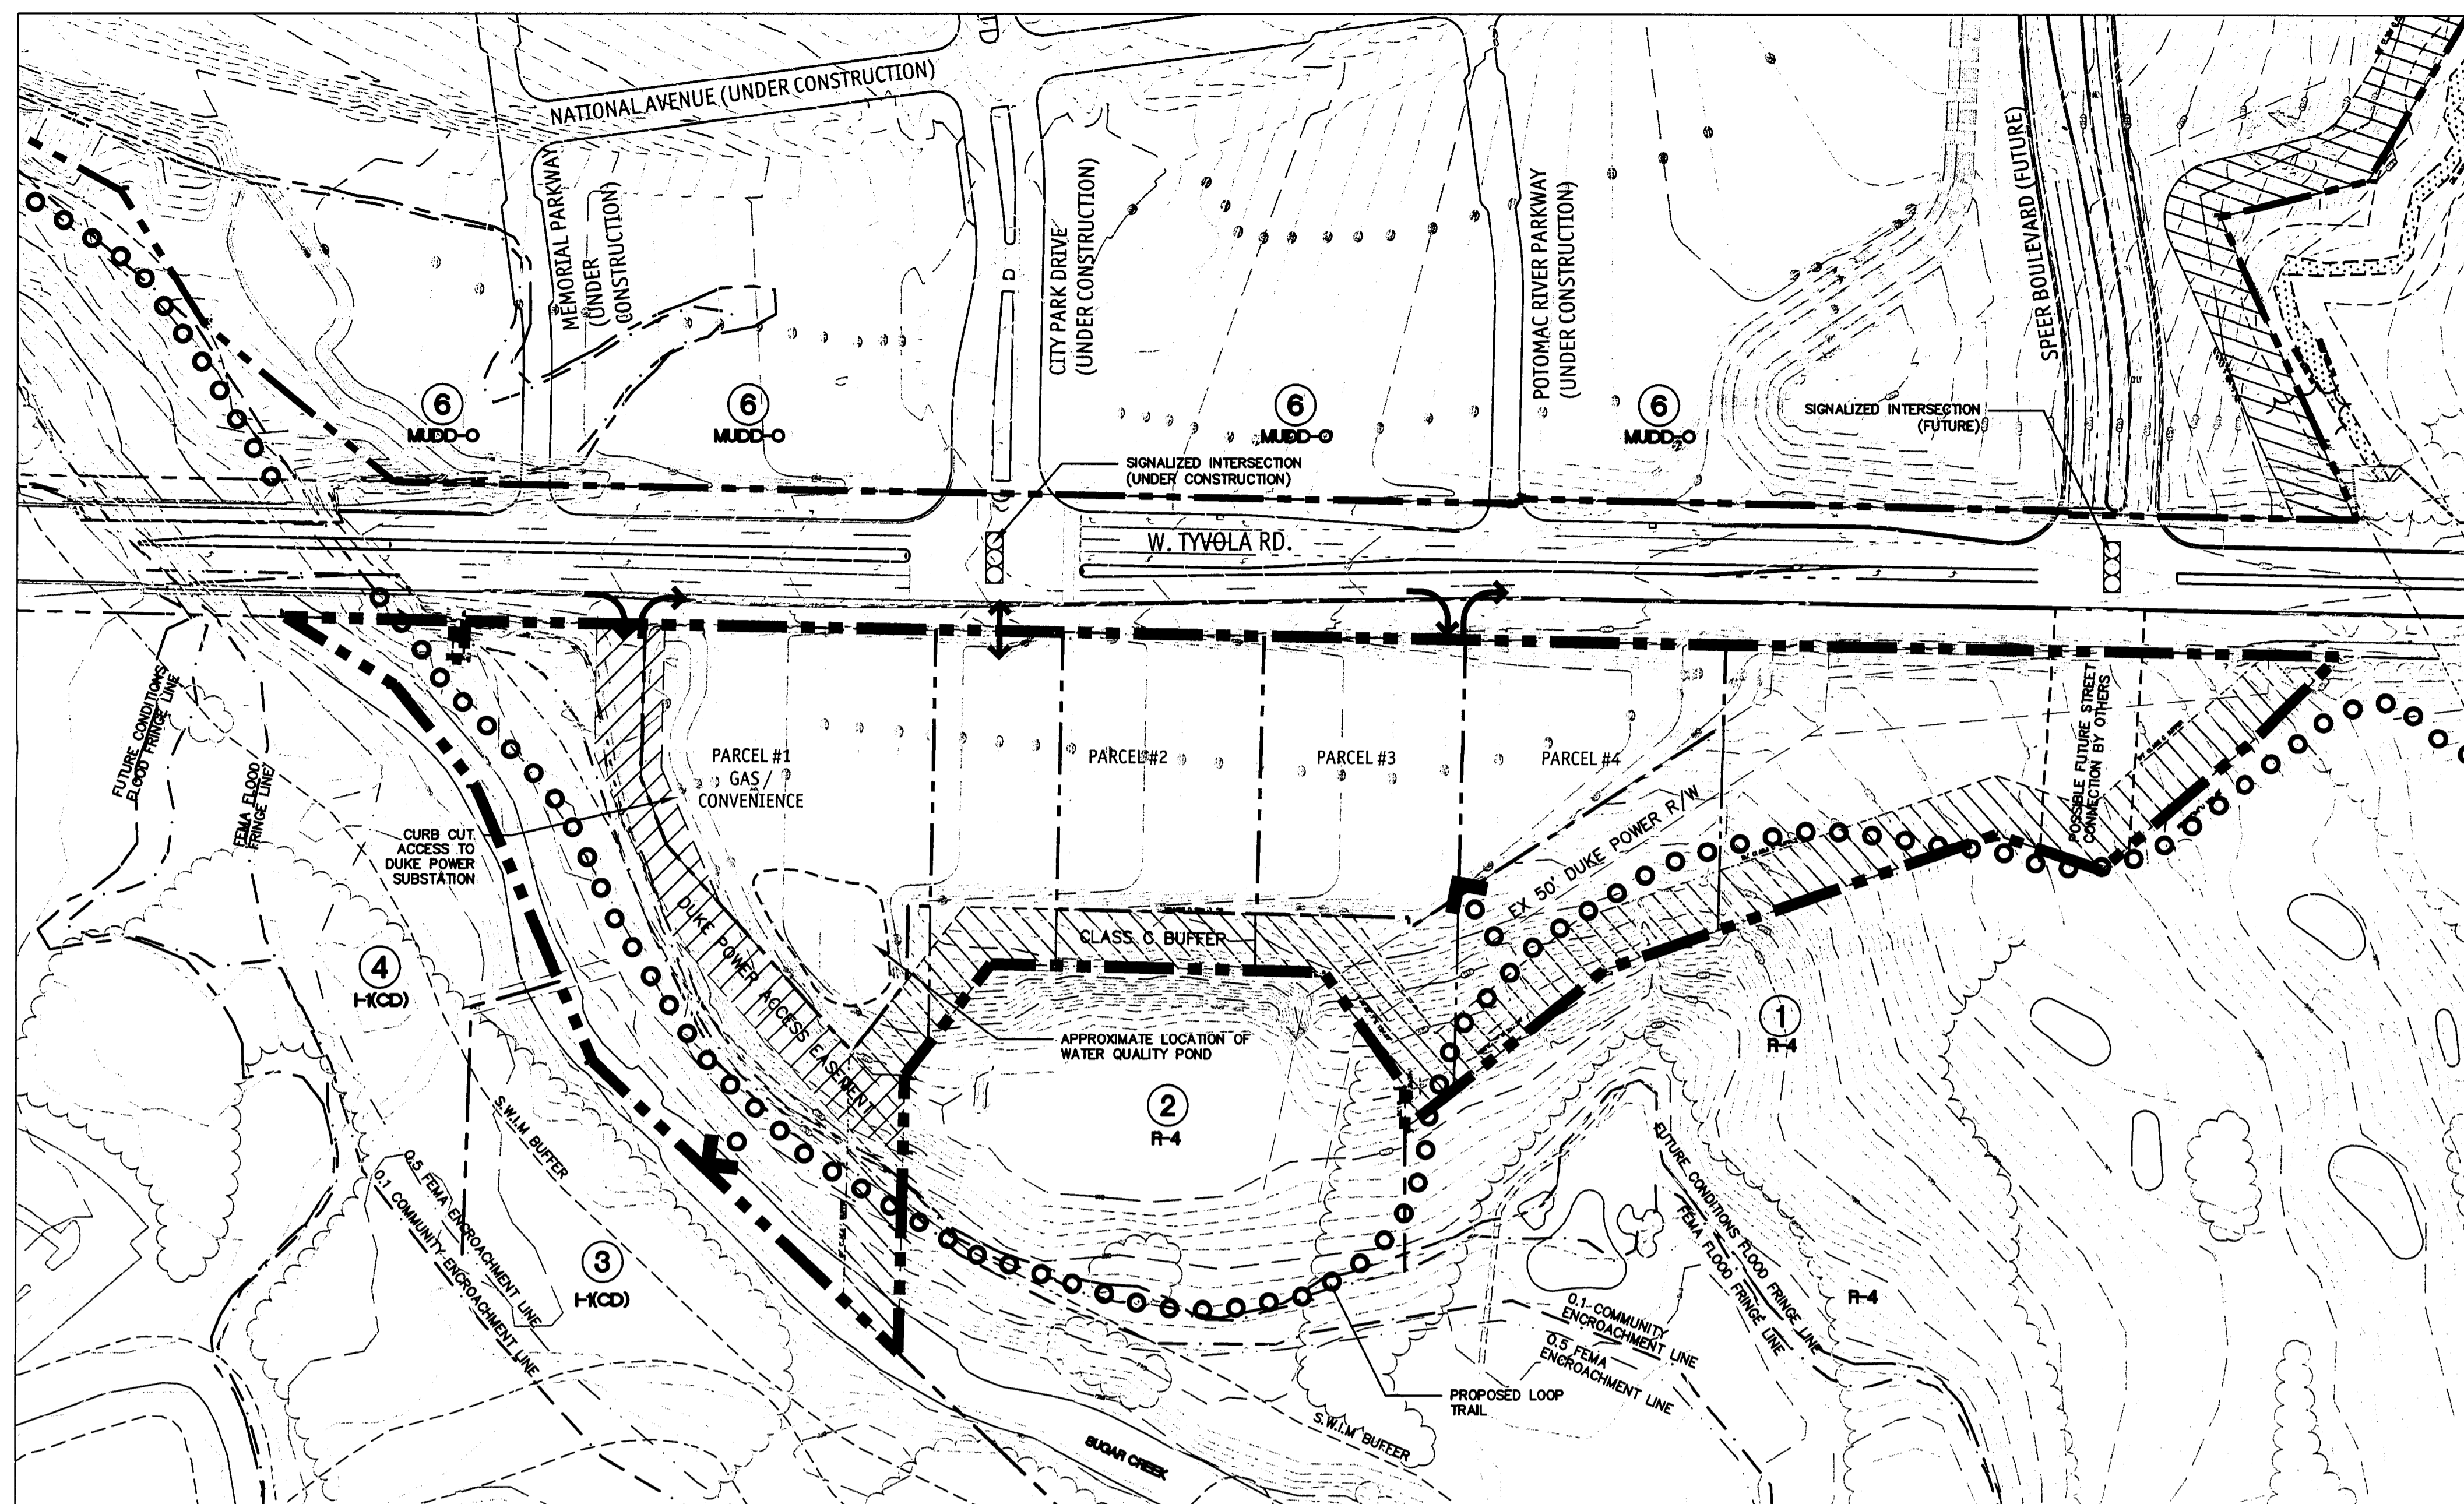 TD
NATIONAL AVENUE (UNDER CONSTRUCTION)
MEMORIAL PARKWAY
(UNDER
CONSTRUCTION)
CITY PARK DRIVE
(UNDER CONSTRUCTION)
POTOMAC RIVER PARKWAY
(UNDER CONSTRUCTION)
SPEER BOULEVARD (FUTURE)
6
MUDD-O
6
MUDD-O
6
MUDD-O
6
MUDD-O
SIGNALIZED INTERSECTION
(FUTURE)
SIGNALIZED INTERSECTION
(UNDER CONSTRUCTION)
W. TYVOLA RD.
FUTURE CONDITIONS
FLOOD FRINGE LINE
FEMA FLOOD
FRINGE LINE
PARCEL #1
GAS /
CONVENIENCE
PARCEL #2
PARCEL #3
PARCEL #4
POSSIBLE FUTURE STREET
CONNECTION BY OTHERS
CURB CUT
ACCESS TO
DUKE POWER
SUBSTATION
DUKE POWER ACCESS EASEMENT
EX 50' DUKE POWER R/W
CLASS C BUFFER
4
I-1(CD)
APPROXIMATE LOCATION OF
WATER QUALITY POND
1
R-4
2
R-4
S.W.I.M BUFFER
0.5 FEMA ENCROACHMENT LINE
0.1 COMMUNITY ENCROACHMENT LINE
3
I-1(CD)
FUTURE CONDITIONS FLOOD FRINGE LINE
FEMA FLOOD FRINGE LINE
R-4
0.1 COMMUNITY
ENCROACHMENT LINE
0.5 FEMA
ENCROACHMENT LINE
PROPOSED LOOP
TRAIL
S.W.I.M BUFFER
SUGAR CREEK